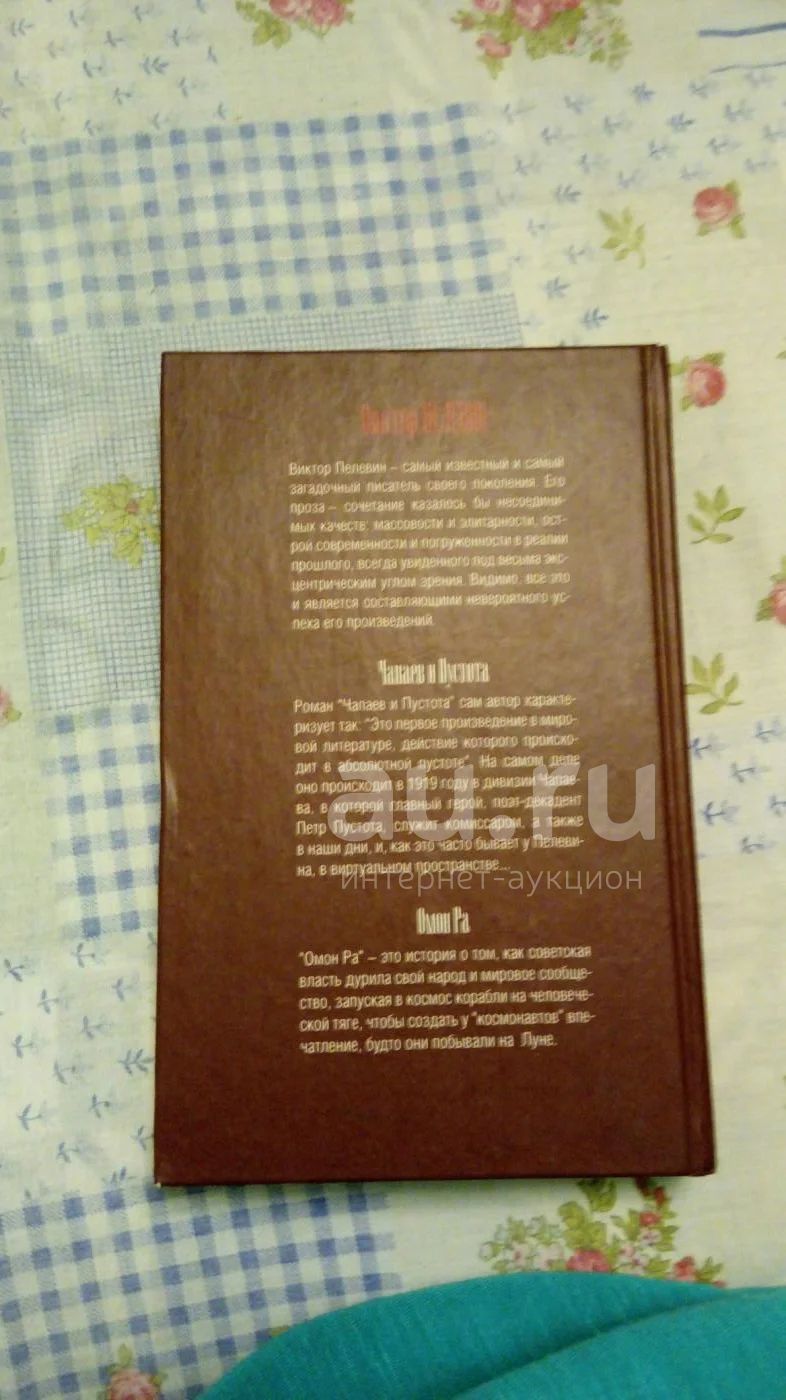 Виктор ПЕЛЕВИН
Виктор Пелевин – самый известный и самый
загадочный писатель своего поколения. Его
проза – сочетание казалось бы несоедини-
мых качеств: массовости и элитарности, ост-
рой современности и погруженности в реалии
прошлого, всегда увиденного под весьма экс-
центрическим углом зрения. Видимо, все это
и является составляющими невероятного ус-
пеха его произведений.
Чапаев и Пустота
Роман "Чапаев и Пустота" сам автор характе-
ризует так: "Это первое произведение в миро-
вой литературе, действие которого происхо-
дит в абсолютной пустоте". На самом деле
оно происходит в 1919 году в дивизии Чапае-
ва, в которой главный герой, поэт-декадент
Петр Пустота, служит комиссаром, а также
в наши дни, и, как это часто бывает у Пелеви-
на, в виртуальном пространстве...
au.ru
интернет-аукцион
Омон Ра
"Омон Ра" – это история о том, как советская
власть дурила свой народ и мировое сообще-
ство, запуская в космос корабли на человече-
ской тяге, чтобы создать у "космонавтов" впе-
чатление, будто они побывали на Луне.